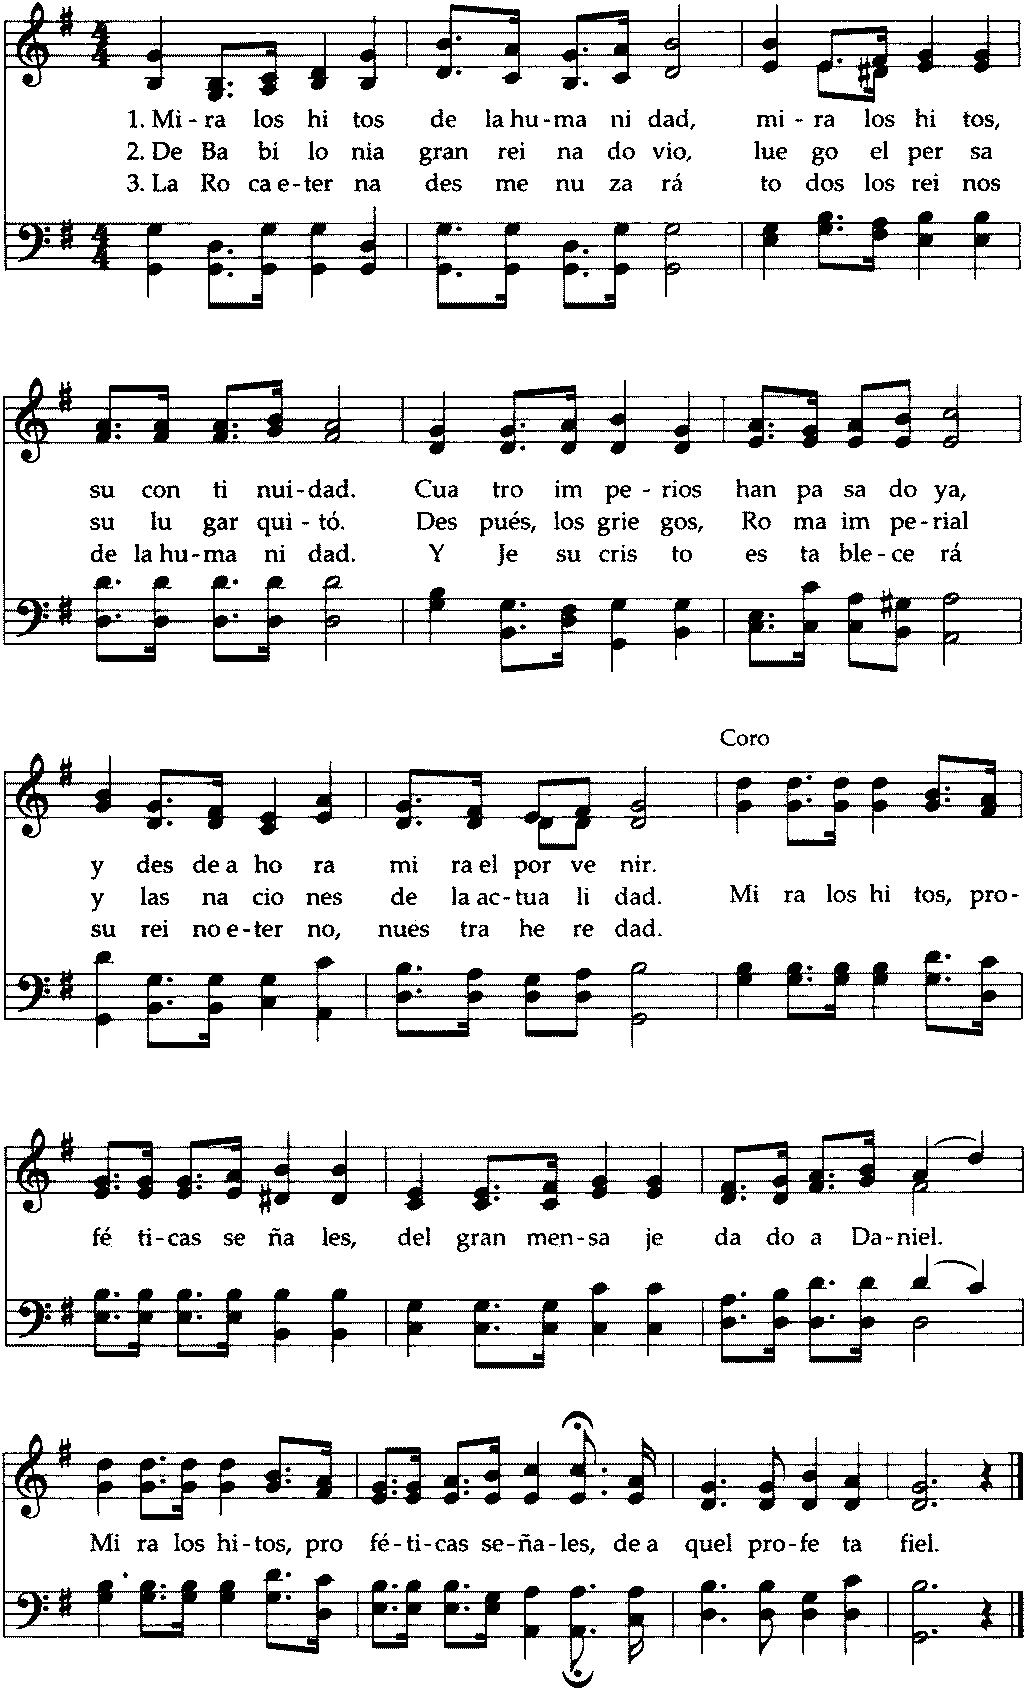 1. Mi - ra los hi tos de la hu - ma ni dad, mi - ra los hi tos,
2. De Ba bi lo nia gran rei na do vio, lue go el per sa
3. La Ro ca e - ter na des me nu za rá to dos los rei nos
su con ti nui - dad. Cua tro im pe - rios han pa sa do ya,
su lu gar qui - tó. Des pués, los grie gos, Ro ma im pe - rial
de la hu - ma ni dad. Y Je su cris to es ta ble - ce rá
Coro
y des de a ho ra mi ra el por ve nir.
y las na cio nes de la ac - tua li dad. Mi ra los hi tos, pro-
su rei no e - ter no, nues tra he re dad.
fé ti - cas se ña les, del gran men - sa je da do a Da - niel.
Mi ra los hi - tos, pro fé - ti - cas se - ña - les, de a quel pro - fe ta fiel.